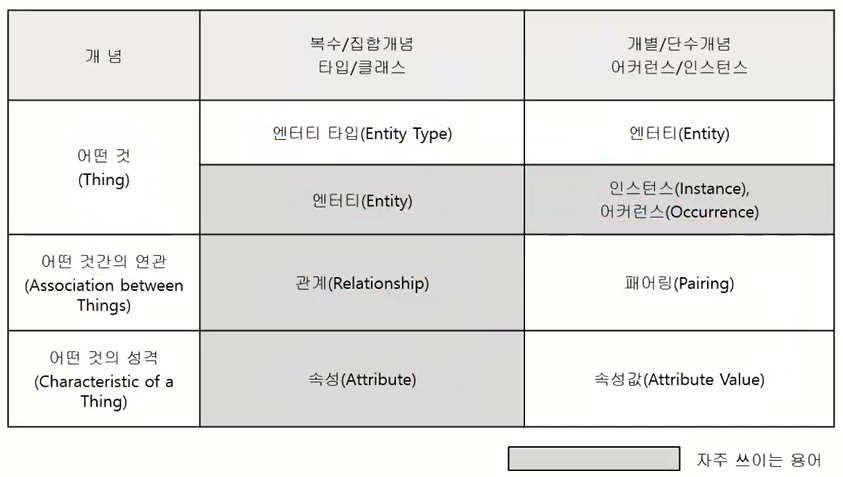 개 념
복수/집합개념
타입/클래스
개별/단수개념
어커런스/인스턴스
어떤 것
(Thing)
엔터티 타입(Entity Type)
엔터티(Entity)
엔터티(Entity)
인스턴스(Instance),
어커런스(Occurrence)
어떤 것간의 연관
(Association between
Things)
관계(Relationship)
패어링(Pairing)
어떤 것의 성격
(Characteristic of a
Thing)
속성(Attribute)
속성값(Attribute Value)
자주 쓰이는 용어